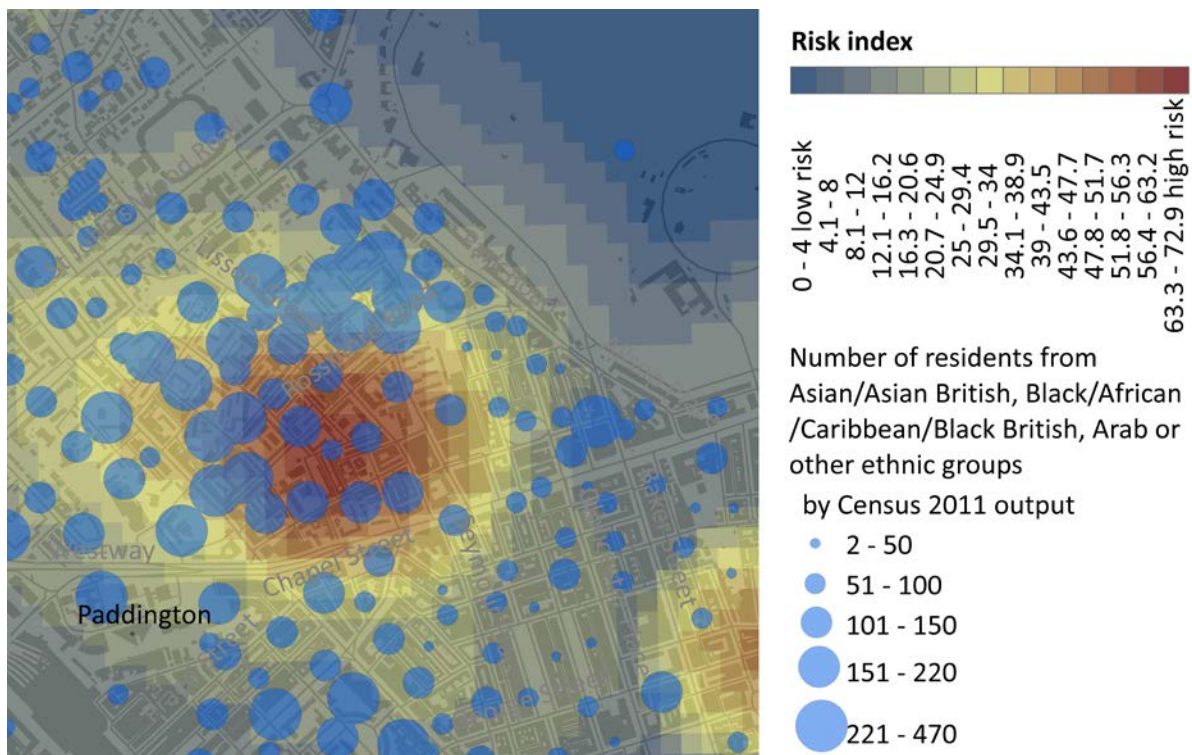 Risk index
0 - 4 low risk
4.1 - 8
8.1 - 12
12.1 - 16.2
16.3 - 20.6
20.7 - 24.9
25 - 29.4
29.5 - 34
34.1 - 38.9
39 - 43.5
43.6 - 47.7
47.8 - 51.7
51.8 - 56.3
56.4 - 63.2
63.3 - 72.9 high risk
Number of residents from
Asian/Asian British, Black/African
/Caribbean/Black British, Arab or
other ethnic groups
by Census 2011 output
2 - 50
51 - 100
101 - 150
151 - 220
221 - 470
Lisson
Westway
Chapel Street
Paddington
Street